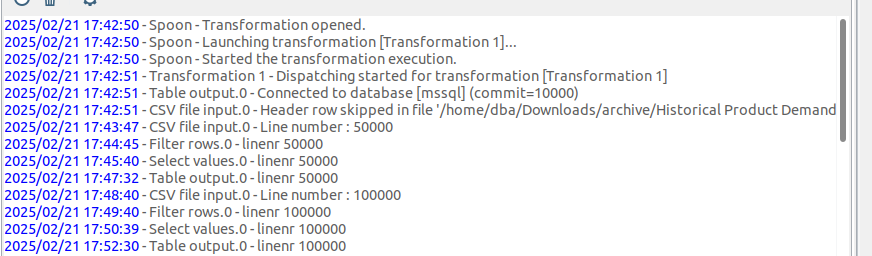 2025/02/21 17:42:50 - Spoon - Transformation opened.
2025/02/21 17:42:50 - Spoon - Launching transformation [Transformation 1]...
2025/02/21 17:42:50 - Spoon - Started the transformation execution.
2025/02/21 17:42:51 - Transformation 1 - Dispatching started for transformation [Transformation 1]
2025/02/21 17:42:51 - Table output.0 - Connected to database [mssql] (commit=10000)
2025/02/21 17:42:51 - CSV file input.0 - Header row skipped in file '/home/dba/Downloads/archive/Historical Product Demand
2025/02/21 17:43:47 - CSV file input.0 - Line number : 50000
2025/02/21 17:44:45 - Filter rows.0 - linenr 50000
2025/02/21 17:45:40 - Select values.0 - linenr 50000
2025/02/21 17:47:32 - Table output.0 - linenr 50000
2025/02/21 17:48:40 - CSV file input.0 - Line number : 100000
2025/02/21 17:49:40 - Filter rows.0 - linenr 100000
2025/02/21 17:50:39 - Select values.0 - linenr 100000
2025/02/21 17:52:30 - Table output.0 - linenr 100000